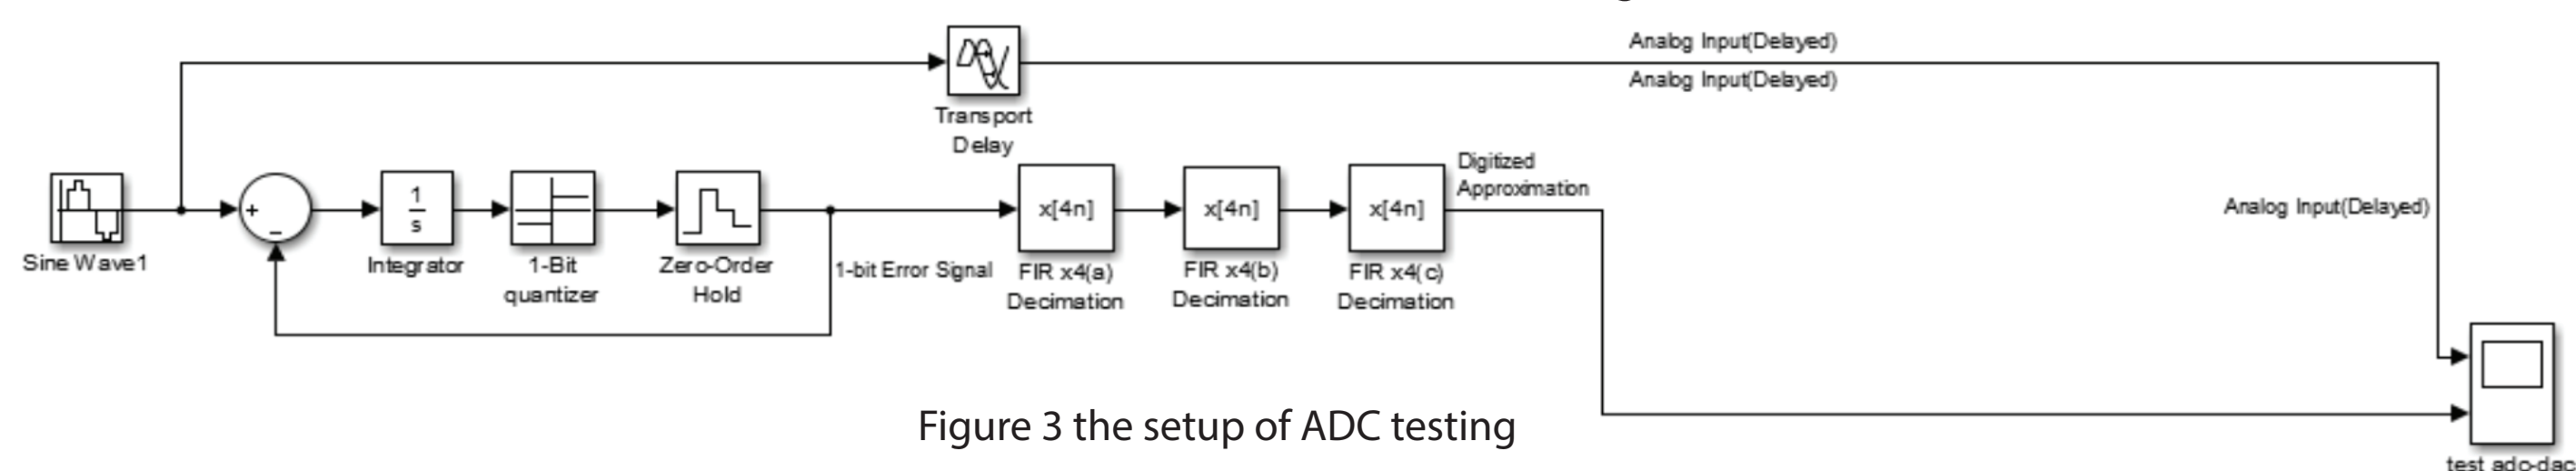 Analog Input(Delayed)
Analog Input(Delayed)
Transport
Delay
Sine Wave1
+
−
1
s
Integrator
1-Bit
quantizer
Zero-Order
Hold
1-bit Error Signal
x[4n]
FIR x4(a)
Decimation
x[4n]
FIR x4(b)
Decimation
x[4n]
FIR x4(c)
Decimation
Digitized
Approximation
Analog Input(Delayed)
Figure 3 the setup of ADC testing
test adc-dac